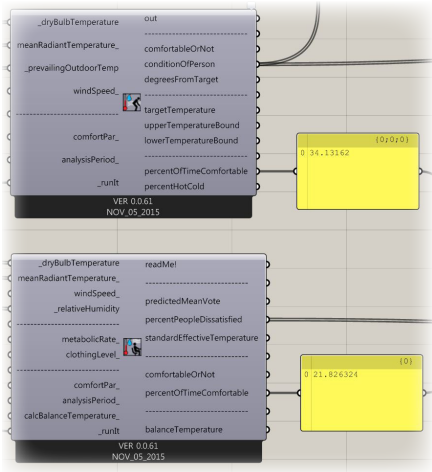 _dryBulbTemperature
out
meanRadiantTemperature_
comfortableOrNot
_prevailingOutdoorTemp
conditionOfPerson
degreesFromTarget
windSpeed_
targetTemperature
upperTemperatureBound
comfortPar_
lowerTemperatureBound
analysisPeriod_
percentOfTimeComfortable
_runIt
percentHotCold
VER 0.0.61
NOV_05_2015
{0;0;0}
0 34.13162
_dryBulbTemperature
readMe!
meanRadiantTemperature_
windSpeed_
predictedMeanVote
_relativeHumidity
percentPeopleDissatisfied
metabolicRate_
standardEffectiveTemperature
clothingLevel_
comfortableOrNot
comfortPar_
percentOfTimeComfortable
analysisPeriod_
calcBalanceTemperature_
_runIt
balanceTemperature
VER 0.0.61
NOV_05_2015
{0}
0 21.826324